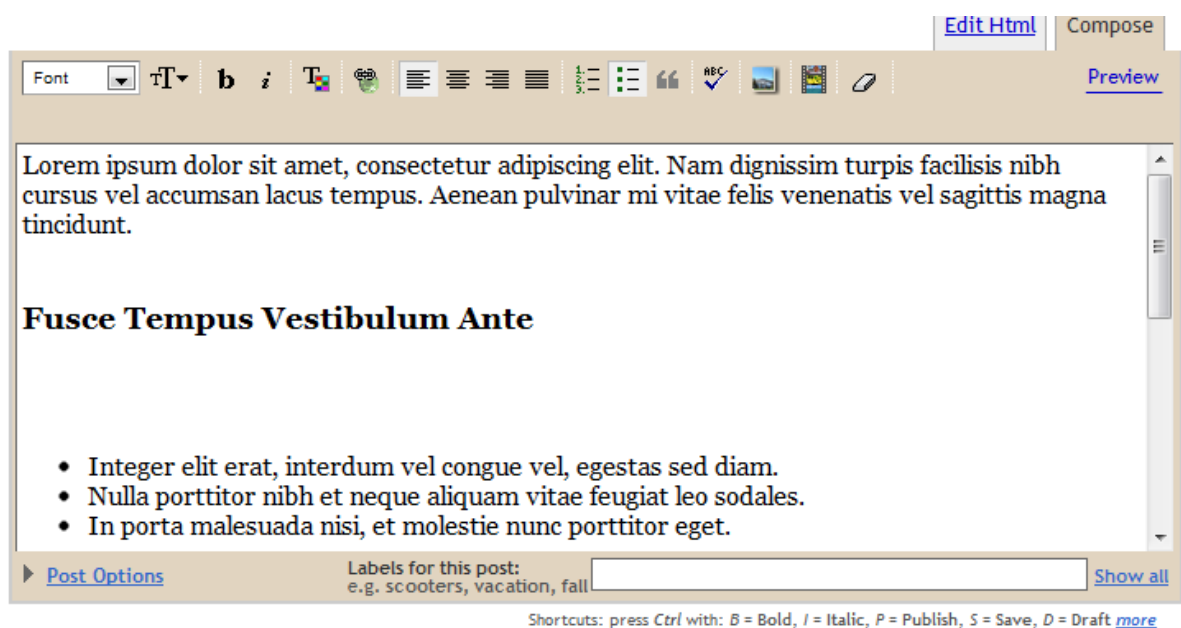 Edit Html Compose
Font TT b i T ABC Preview
Lorem ipsum dolor sit amet, consectetur adipiscing elit. Nam dignissim turpis facilisis nibh
cursus vel accumsan lacus tempus. Aenean pulvinar mi vitae felis venenatis vel sagittis magna
tincidunt.
Fusce Tempus Vestibulum Ante
• Integer elit erat, interdum vel congue vel, egestas sed diam.
• Nulla porttitor nibh et neque aliquam vitae feugiat leo sodales.
• In porta malesuada nisi, et molestie nunc porttitor eget.
Post Options
Labels for this post:
e.g. scooters, vacation, fall
Show all
Shortcuts: press Ctrl with: B = Bold, I = Italic, P = Publish, S = Save, D = Draft more